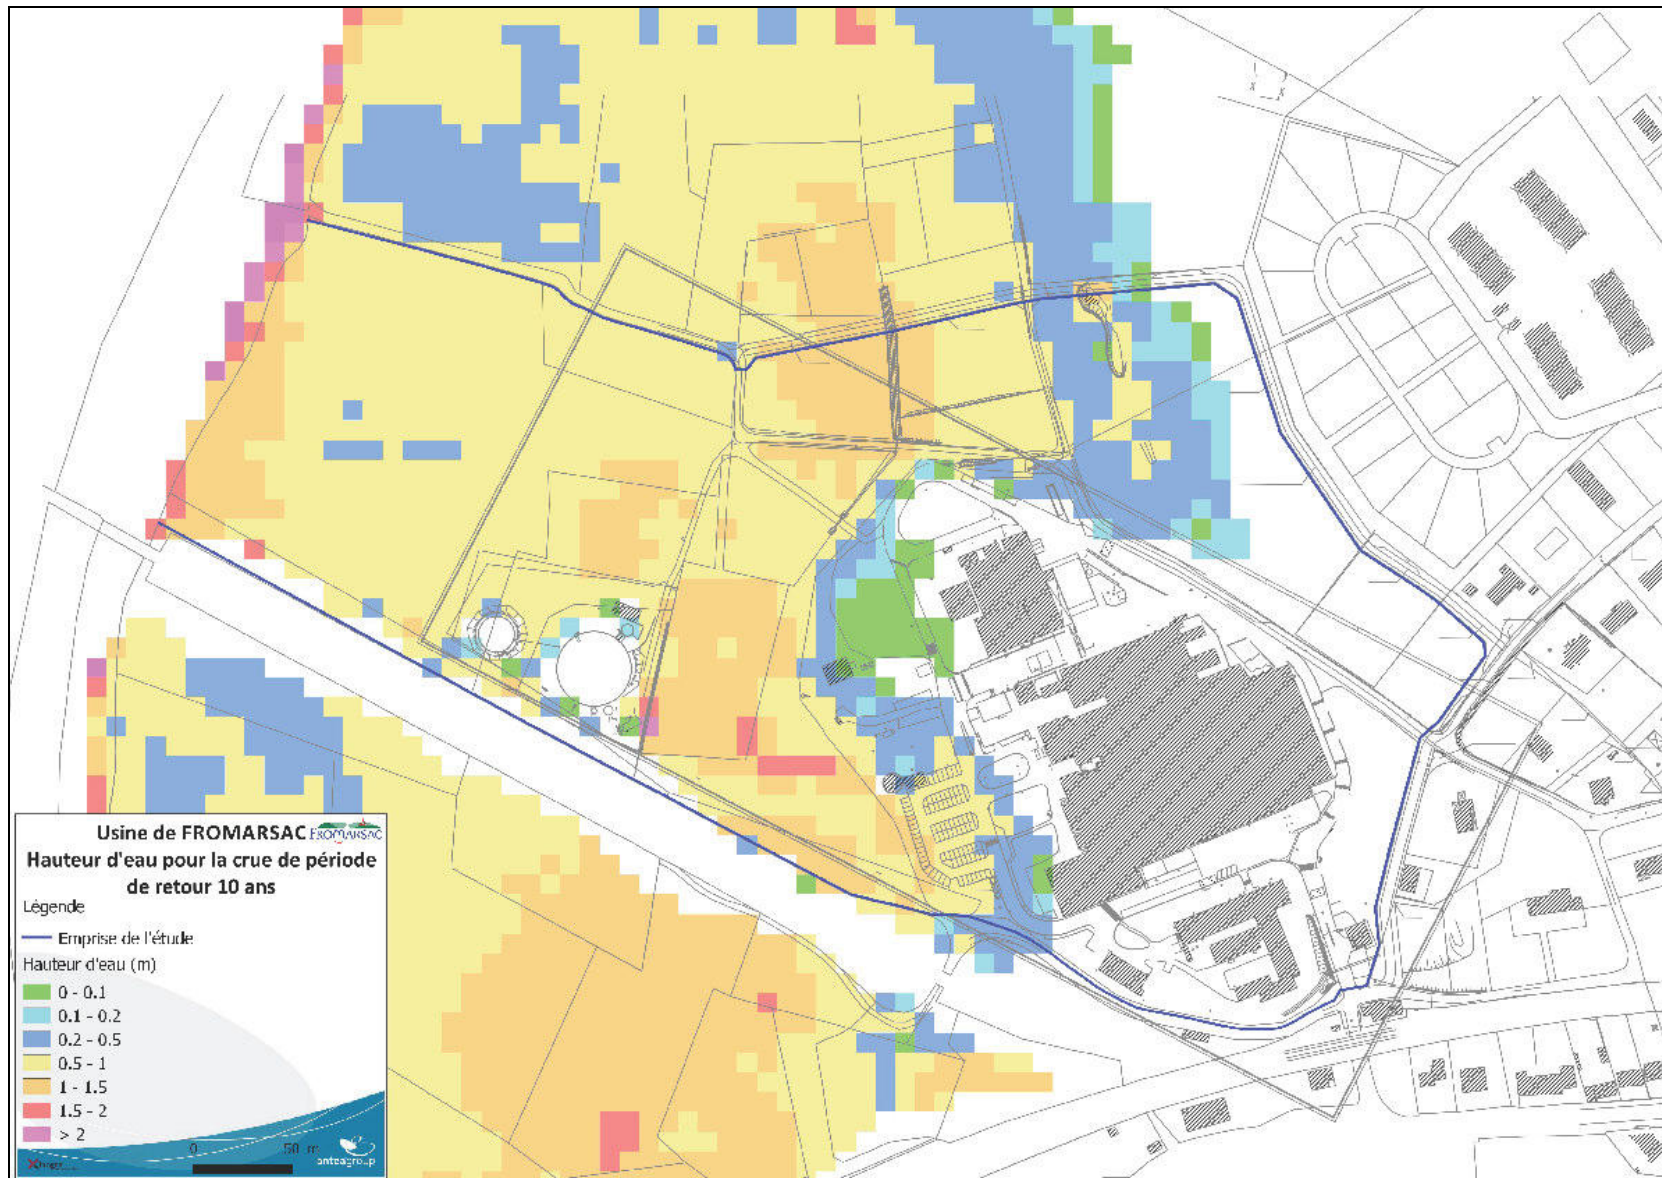 Usine de FROMARSAC FROMARSAC
Hauteur d'eau pour la crue de période
de retour 10 ans
Légende
Emprise de l'étude
Hauteur d'eau (m)
0 - 0.1
0.1 - 0.2
0.2 - 0.5
0.5 - 1
1 - 1.5
1.5 - 2
> 2
0 50 m
anteagroup